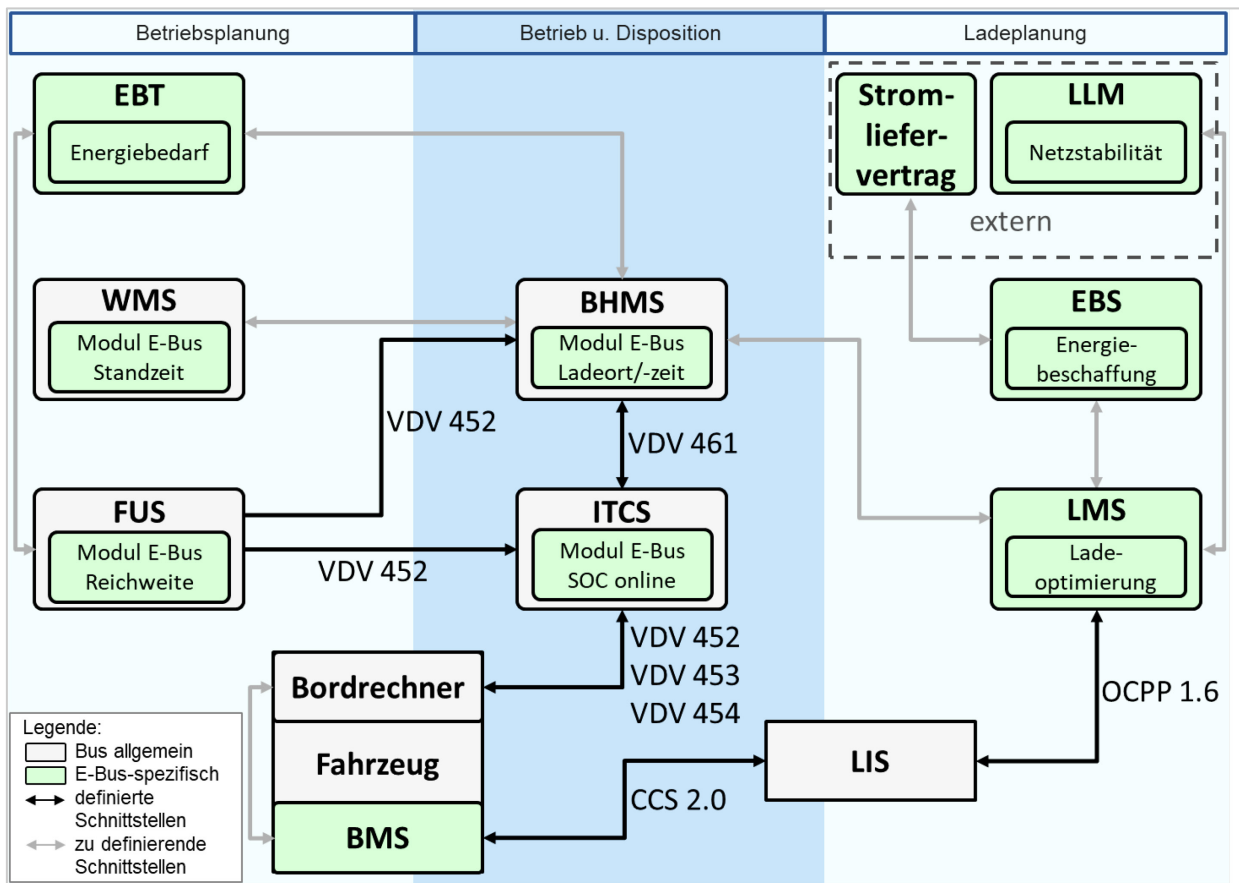 Betriebsplanung
Betrieb u. Disposition
Ladeplanung
EBT
Energiebedarf
Strom-
liefer-
vertrag
LLM
Netzstabilität
extern
WMS
Modul E-Bus
Standzeit
BHMS
Modul E-Bus
Ladeort/-zeit
EBS
Energie-
beschaffung
VDV 452
VDV 461
FUS
Modul E-Bus
Reichweite
VDV 452
ITCS
Modul E-Bus
SOC online
LMS
Lade-
optimierung
VDV 452
VDV 453
VDV 454
OCPP 1.6
Bordrechner
Fahrzeug
BMS
CCS 2.0
LIS
Legende:
Bus allgemein
E-Bus-spezifisch
definierte
Schnittstellen
zu definierende
Schnittstellen